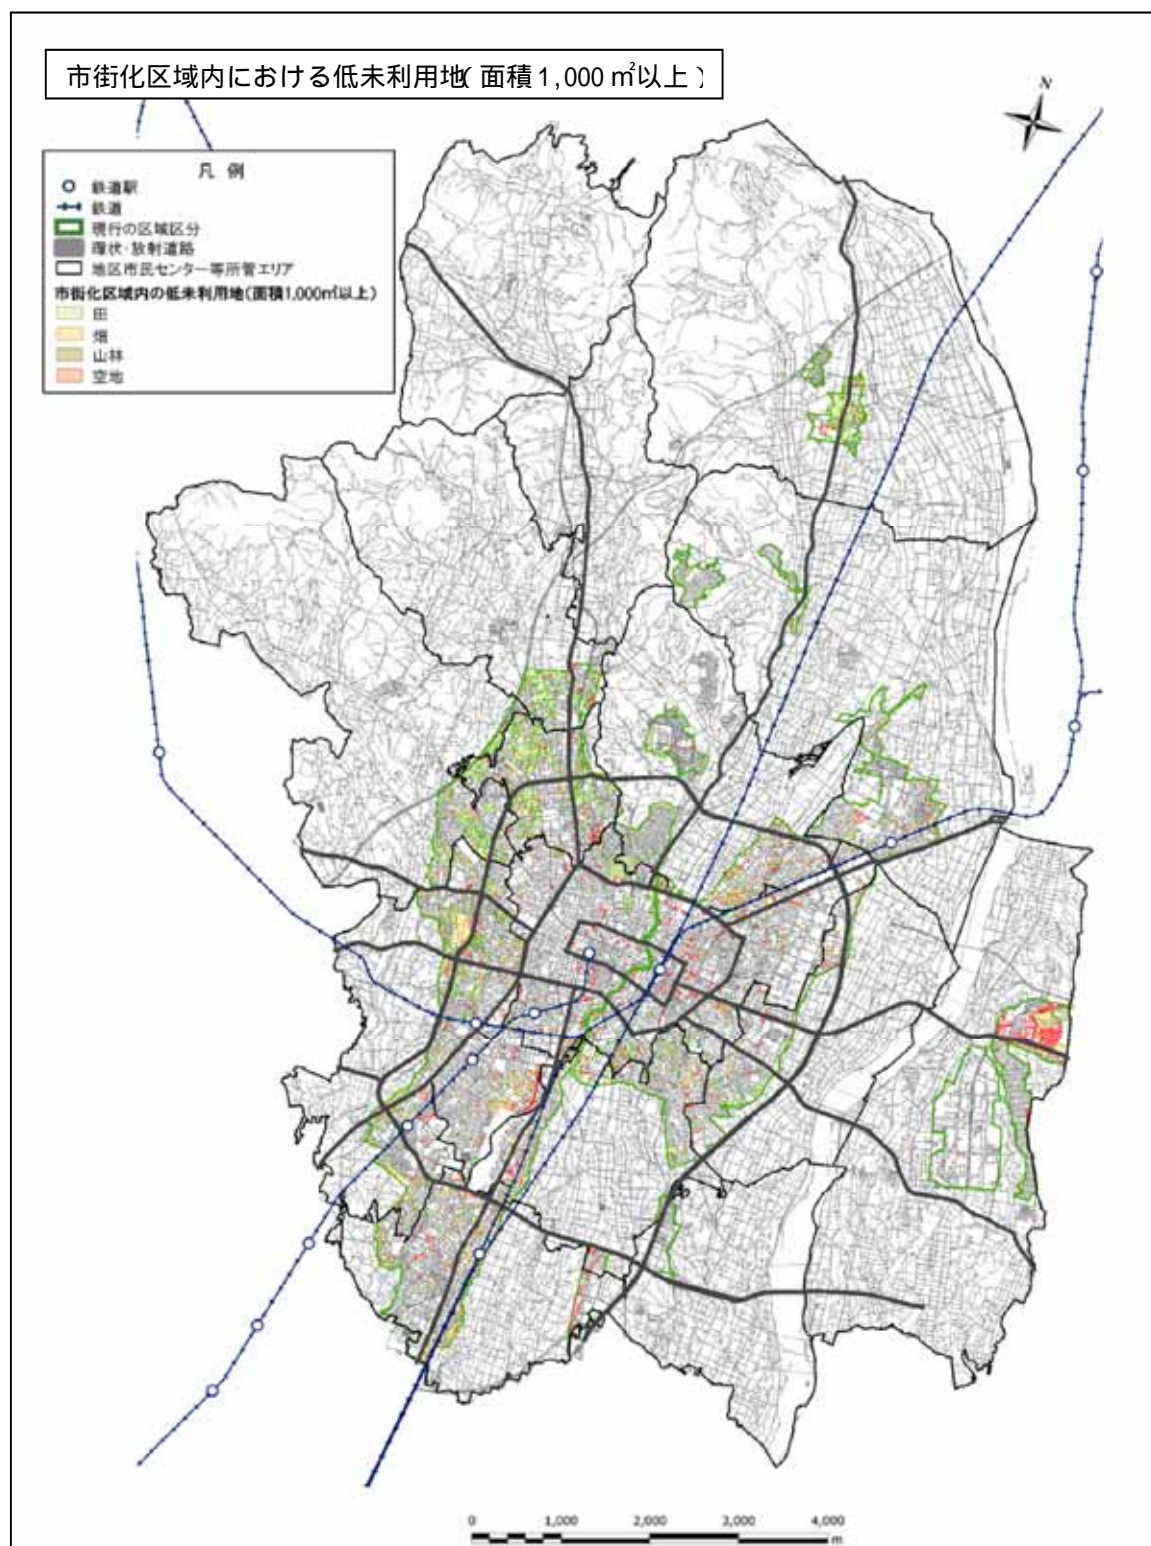 市街化区域内における低未利用地( 面積1,000 ㎡以上 )
N
凡 例
鉄道駅
鉄道
現行の区域区分
環状・放射道路
地区市民センター等所管エリア
市街化区域内の低未利用地(面積1,000㎡以上)
田
畑
山林
空地
0 1,000 2,000 3,000 4,000
m